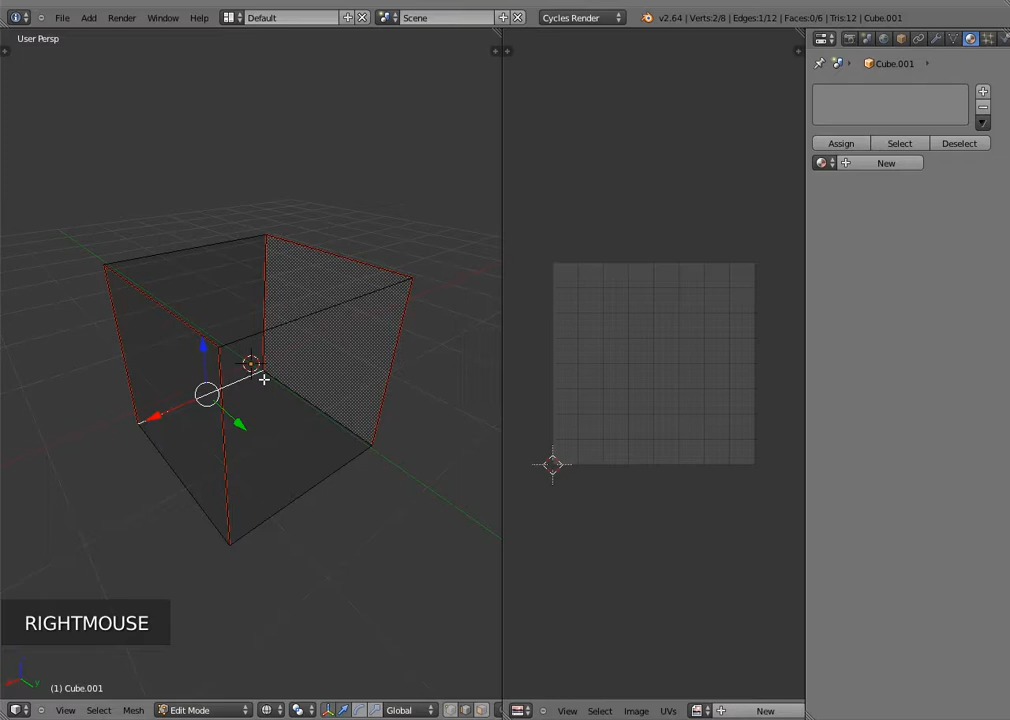 File Add Render Window Help Default Scene Cycles Render v2.64 | Verts:2/8 | Edges:1/12 | Faces:0/6 | Tris:12 | Cube.001
User Persp
Cube.001
Assign Select Deselect
New
RIGHTMOUSE
(1) Cube.001
View Select Mesh Edit Mode Global View Select Image UVs New